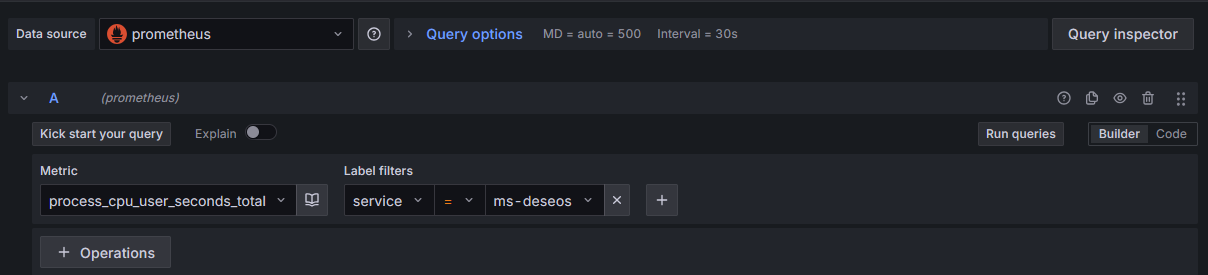 Data source prometheus Query options MD = auto = 500 Interval = 30s Query inspector
A (prometheus)
Kick start your query Explain Run queries Builder Code
Metric Label filters
process_cpu_user_seconds_total service = ms-deseos
+ Operations